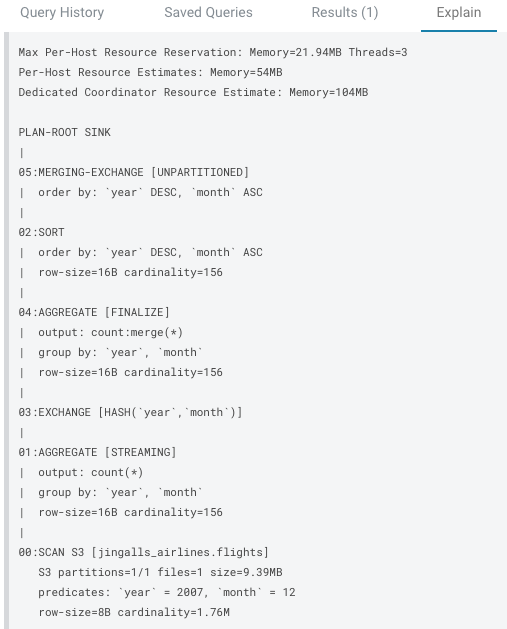 Query History Saved Queries Results (1) Explain
Max Per-Host Resource Reservation: Memory=21.94MB Threads=3
Per-Host Resource Estimates: Memory=54MB
Dedicated Coordinator Resource Estimate: Memory=104MB
PLAN-ROOT SINK
|
05:MERGING-EXCHANGE [UNPARTITIONED]
|  order by: `year` DESC, `month` ASC
|
02:SORT
|  order by: `year` DESC, `month` ASC
|  row-size=16B cardinality=156
|
04:AGGREGATE [FINALIZE]
|  output: count:merge(*)
|  group by: `year`, `month`
|  row-size=16B cardinality=156
|
03:EXCHANGE [HASH(`year`,`month`)]
|
01:AGGREGATE [STREAMING]
|  output: count(*)
|  group by: `year`, `month`
|  row-size=16B cardinality=156
|
00:SCAN S3 [jingalls_airlines.flights]
   S3 partitions=1/1 files=1 size=9.39MB
   predicates: `year` = 2007, `month` = 12
   row-size=8B cardinality=1.76M